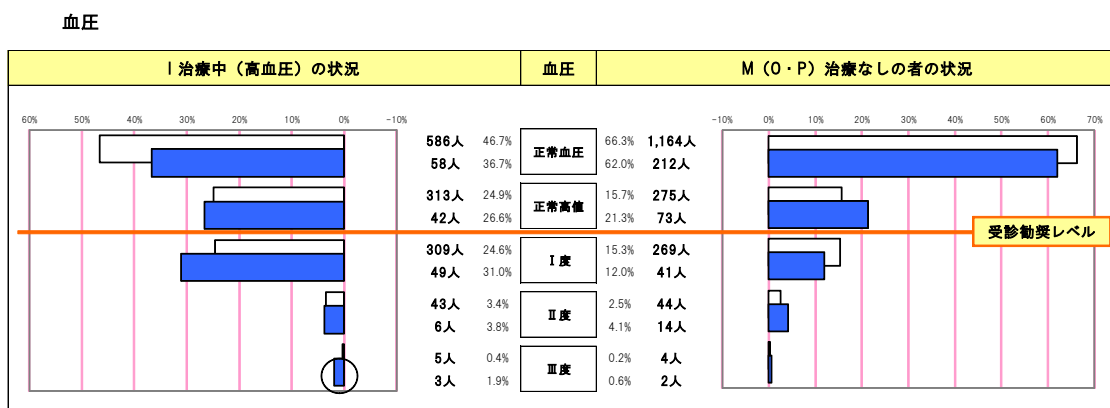 血圧
I 治療中（高血圧）の状況 血圧 M（O・P）治療なしの者の状況
60% 50% 40% 30% 20% 10% 0% -10% -10% 0% 10% 20% 30% 40% 50% 60% 70%
586人 46.7% 正常血圧 66.3% 1,164人
58人 36.7% 62.0% 212人
313人 24.9% 正常高値 15.7% 275人
42人 26.6% 21.3% 73人
受診勧奨レベル
309人 24.6% Ⅰ度 15.3% 269人
49人 31.0% 12.0% 41人
43人 3.4% Ⅱ度 2.5% 44人
6人 3.8% 4.1% 14人
5人 0.4% Ⅲ度 0.2% 4人
3人 1.9% 0.6% 2人